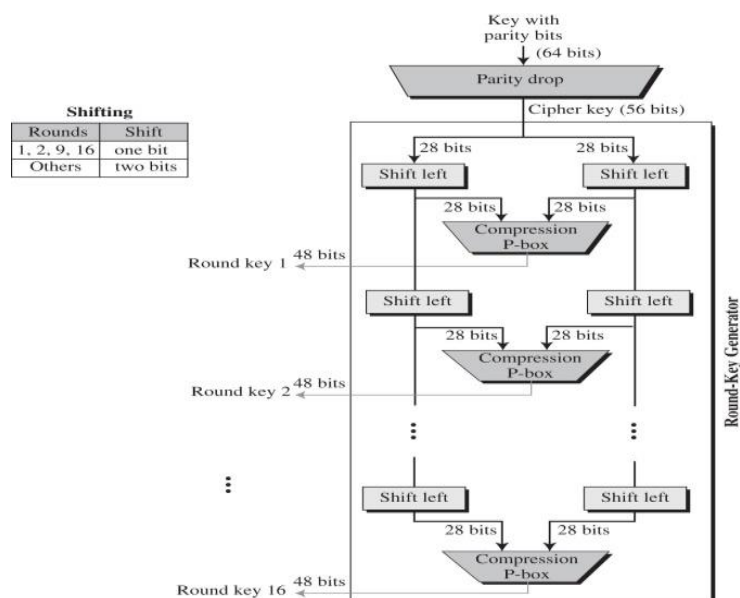 Key with
parity bits
(64 bits)
Parity drop
Shifting
Rounds Shift
1, 2, 9, 16 one bit
Others two bits
Cipher key (56 bits)
28 bits 28 bits
Shift left Shift left
28 bits 28 bits
Compression
P-box
48 bits
Round key 1
Shift left Shift left
28 bits 28 bits
Compression
P-box
48 bits
Round key 2
Round-Key Generator
Shift left Shift left
28 bits 28 bits
Compression
P-box
48 bits
Round key 16